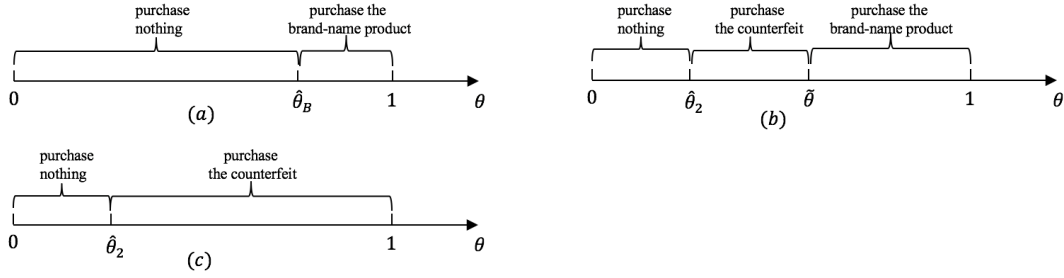 purchase
nothing
purchase the
brand-name product
0
θ̂_B
1
θ
(a)
purchase
nothing
purchase
the counterfeit
purchase the
brand-name product
0
θ̂_2
θ̃
1
θ
(b)
purchase
nothing
purchase
the counterfeit
0
θ̂_2
1
θ
(c)